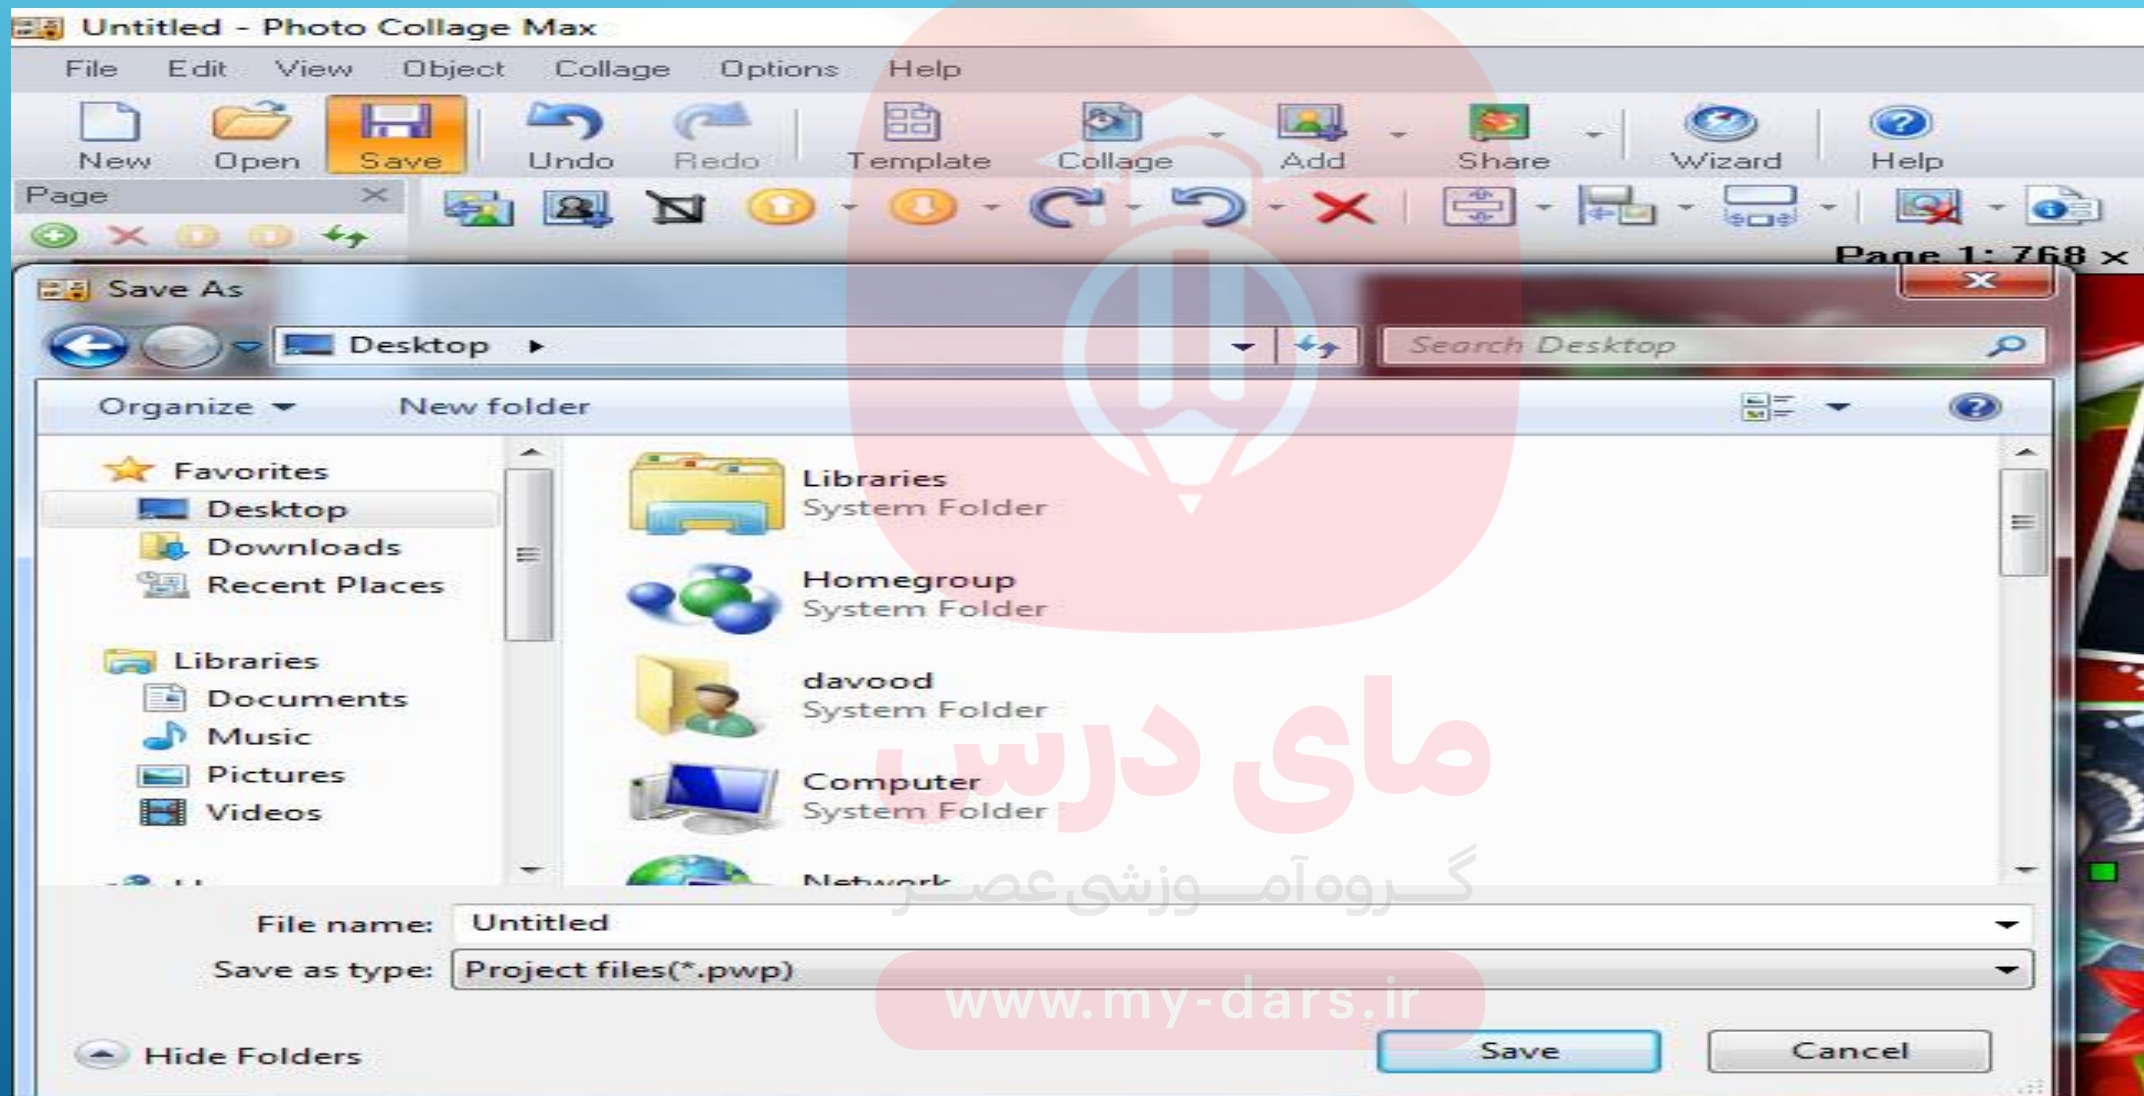 Untitled - Photo Collage Max
File Edit View Object Collage Options Help
New Open Save Undo Redo Template Collage Add Share Wizard Help
Page
Page 1: 768 ×
Save As
Desktop
Search Desktop
Organize New folder
Favorites
Desktop
Downloads
Recent Places
Libraries
Documents
Music
Pictures
Videos
Libraries
System Folder
Homegroup
System Folder
davood
System Folder
Computer
System Folder
Network
مای درس
گروه آموزشی عصر
File name: Untitled
Save as type: Project files(*.pwp)
www.my-dars.ir
Hide Folders
Save Cancel